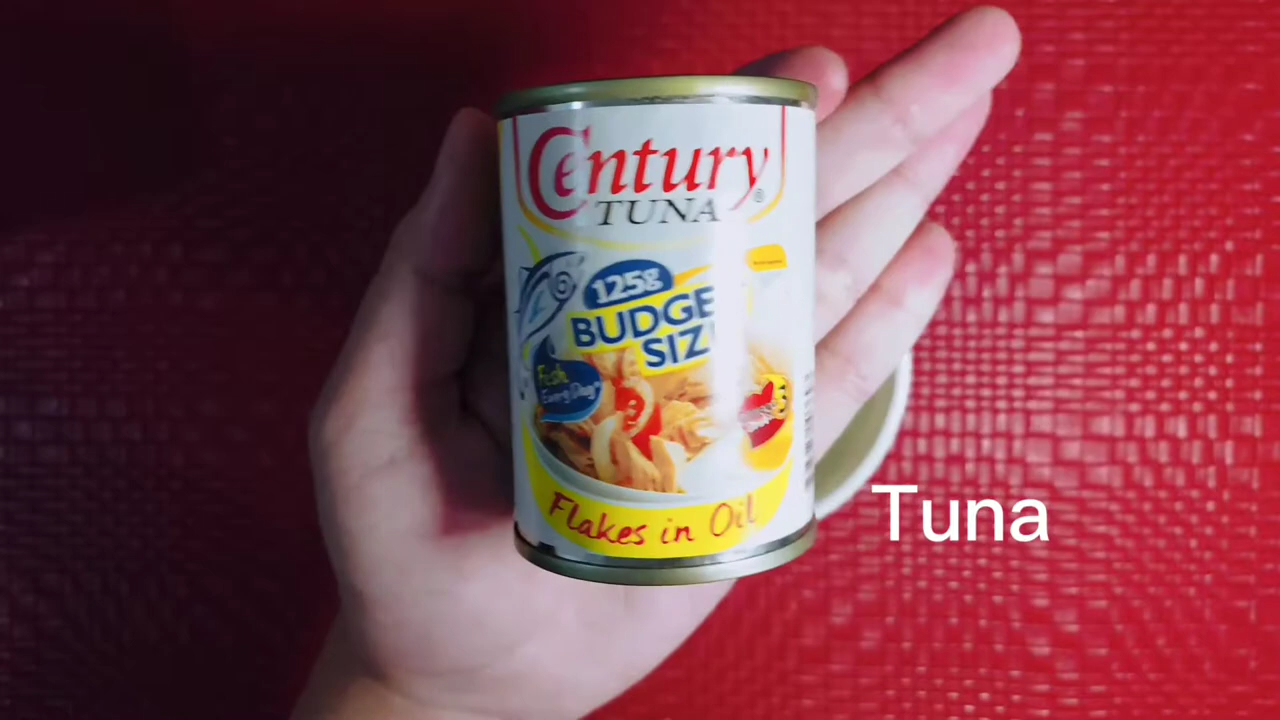 Century
TUNA
125g
BUDGE
SIZ
Fish
Every Day*
Flakes in Oil
Tuna